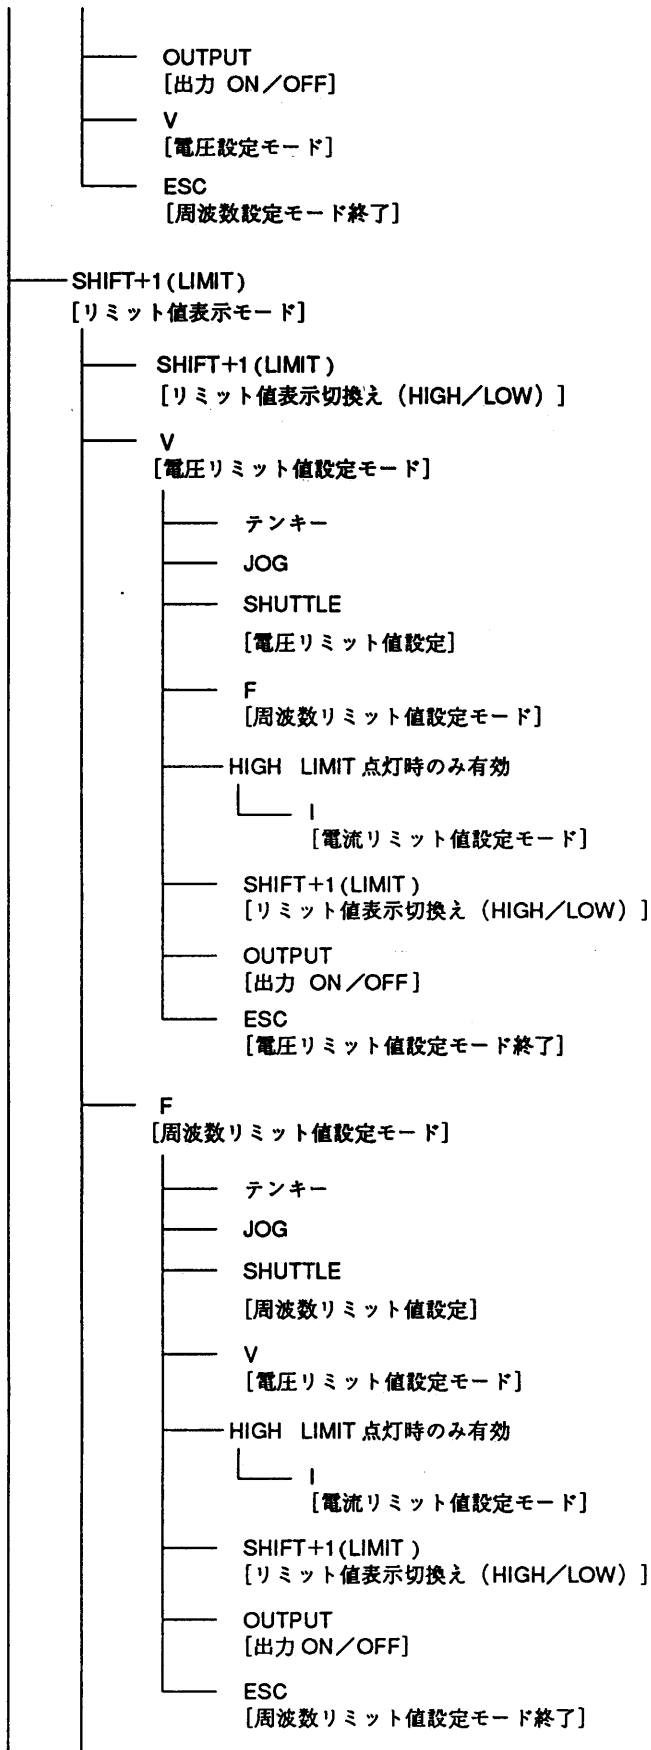 OUTPUT
[出力 ON／OFF]
V
[電圧設定モード]
ESC
[周波数設定モード終了]
SHIFT+1(LIMIT)
[リミット値表示モード]
SHIFT+1(LIMIT)
[リミット値表示切換え（HIGH／LOW）]
V
[電圧リミット値設定モード]
テンキー
JOG
SHUTTLE
[電圧リミット値設定]
F
[周波数リミット値設定モード]
HIGH LIMIT 点灯時のみ有効
I
[電流リミット値設定モード]
SHIFT+1(LIMIT)
[リミット値表示切換え（HIGH／LOW）]
OUTPUT
[出力 ON／OFF]
ESC
[電圧リミット値設定モード終了]
F
[周波数リミット値設定モード]
テンキー
JOG
SHUTTLE
[周波数リミット値設定]
V
[電圧リミット値設定モード]
HIGH LIMIT 点灯時のみ有効
I
[電流リミット値設定モード]
SHIFT+1(LIMIT)
[リミット値表示切換え（HIGH／LOW）]
OUTPUT
[出力 ON／OFF]
ESC
[周波数リミット値設定モード終了]